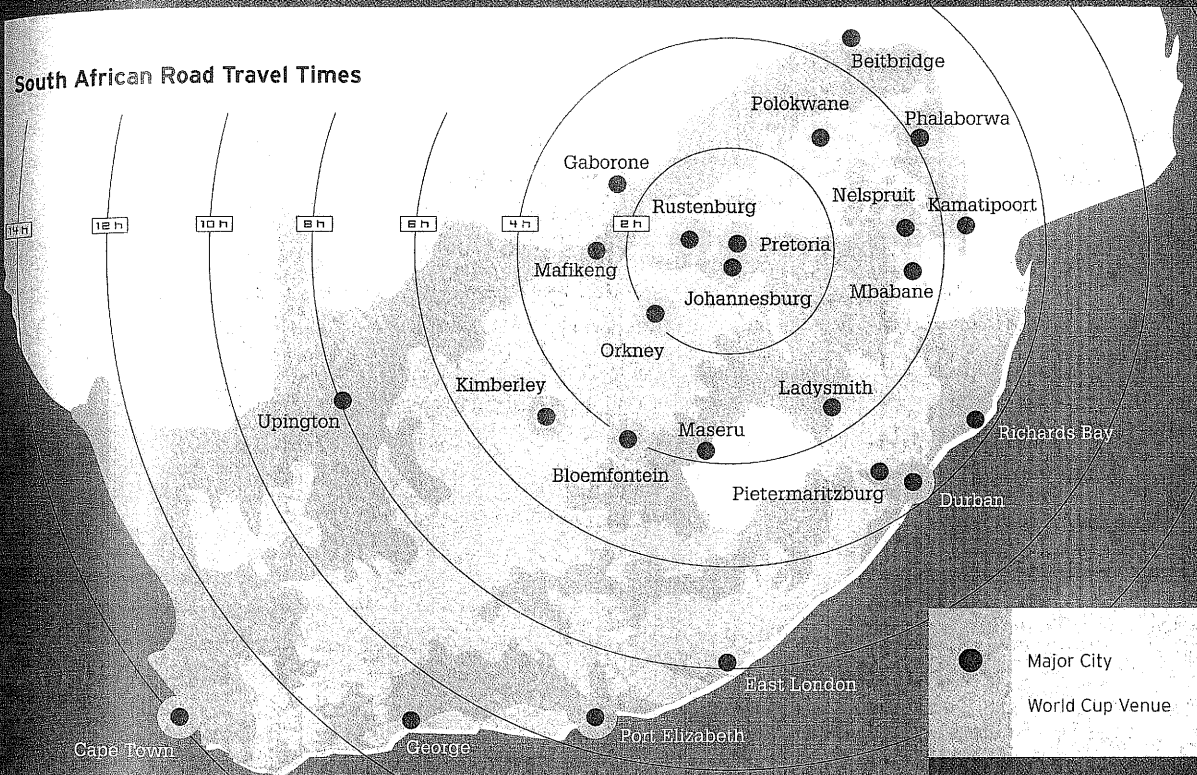 South African Road Travel Times
Beitbridge
Polokwane
Phalaborwa
Gaborone
Nelspruit
Kamatipoort
Rustenburg
14h
12h
10h
8h
6h
4h
2h
Pretoria
Mafikeng
Mbabane
Johannesburg
Orkney
Kimberley
Ladysmith
Upington
Maseru
Richards Bay
Bloemfontein
Pietermaritzburg
Durban
Major City
East London
World Cup Venue
Cape Town
George
Port Elizabeth